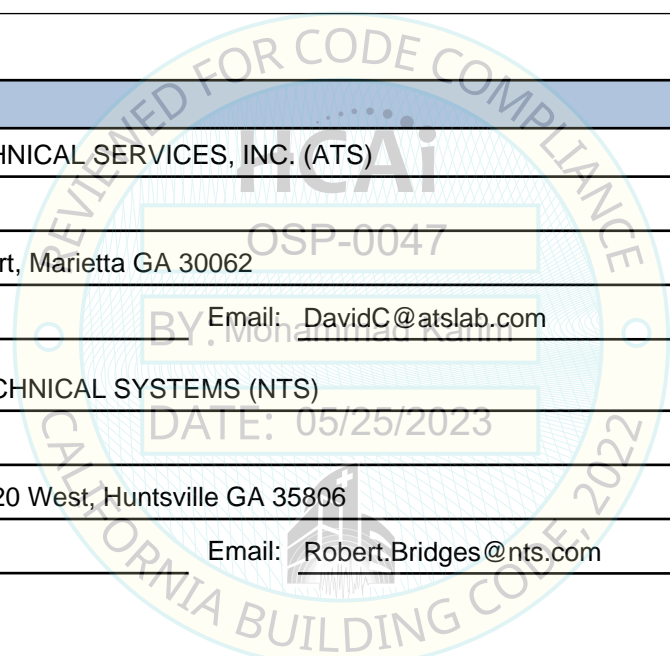 REVIEWED FOR CODE COMPLIANCE
HCAi
HNICAL SERVICES, INC. (ATS)
OSP-0047
rt, Marietta GA 30062
Email: DavidC@atslab.com
BY: Mohammad Karim
CHNICAL SYSTEMS (NTS)
DATE: 05/25/2023
20 West, Huntsville GA 35806
Email: Robert.Bridges@nts.com
CALIFORNIA BUILDING CODE, 2022